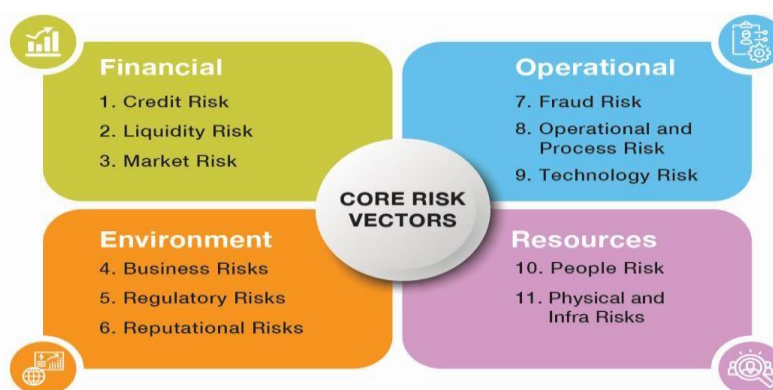 Financial
1. Credit Risk
2. Liquidity Risk
3. Market Risk
Operational
7. Fraud Risk
8. Operational and
Process Risk
9. Technology Risk
CORE RISK
VECTORS
Environment
4. Business Risks
5. Regulatory Risks
6. Reputational Risks
Resources
10. People Risk
11. Physical and
Infra Risks